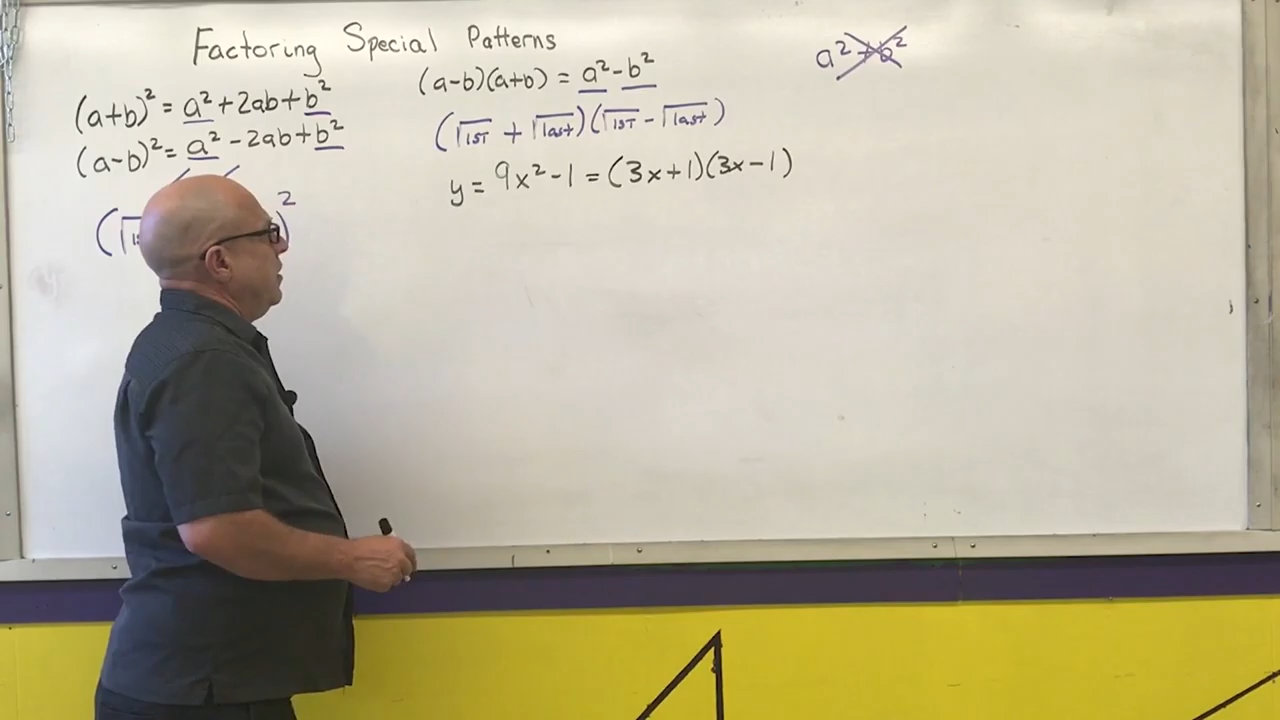 Factoring Special Patterns
(a+b)² = a² + 2ab + b²
(a-b)² = a² - 2ab + b²
( )²
(a-b)(a+b) = a² - b²
(√1ST + √last)(√1ST - √last)
y = 9x² - 1 = (3x+1)(3x-1)
a² + b²